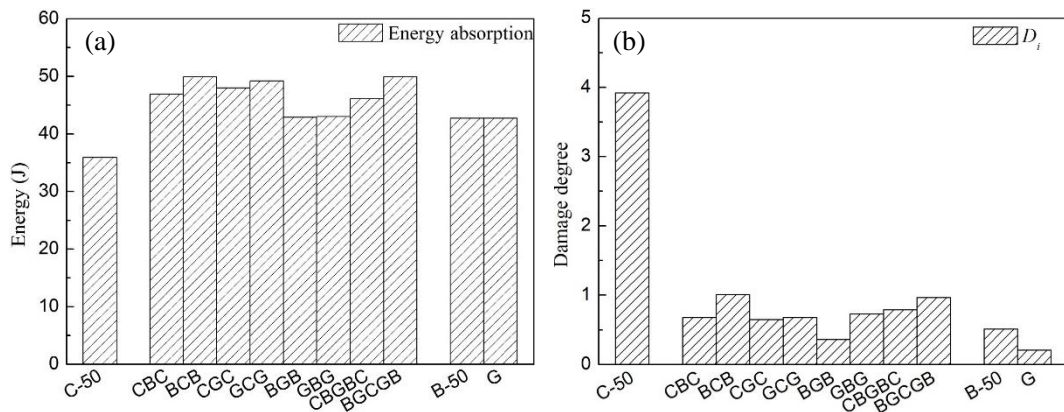 (a)
Energy absorption
Energy (J)
60
50
40
30
20
10
0
C-50
CBC
BCB
CGC
GCG
BGB
GBG
CBGBC
BGCGB
B-50
G
(b)
D_i
Damage degree
5
4
3
2
1
0
C-50
CBC
BCB
CGC
GCG
BGB
GBG
CBGBC
BGCGB
B-50
G